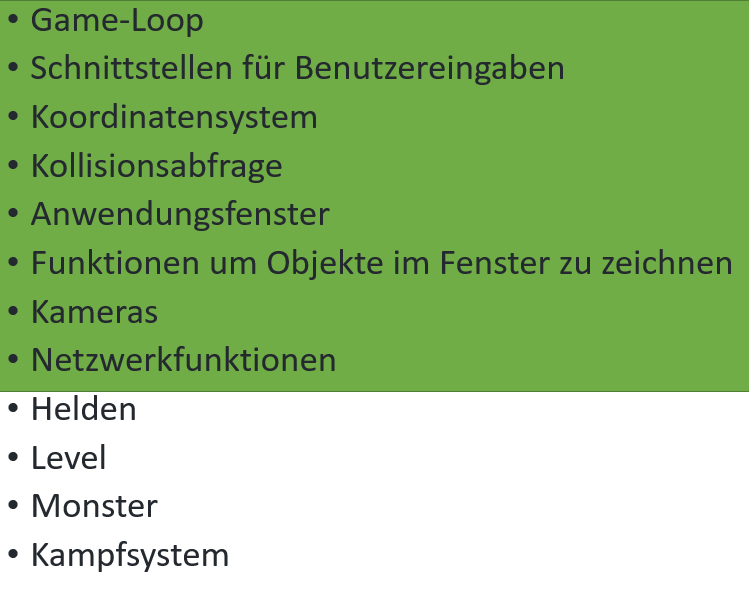 • Game-Loop
• Schnittstellen für Benutzereingaben
• Koordinatensystem
• Kollisionsabfrage
• Anwendungsfenster
• Funktionen um Objekte im Fenster zu zeichnen
• Kameras
• Netzwerkfunktionen
• Helden
• Level
• Monster
• Kampfsystem